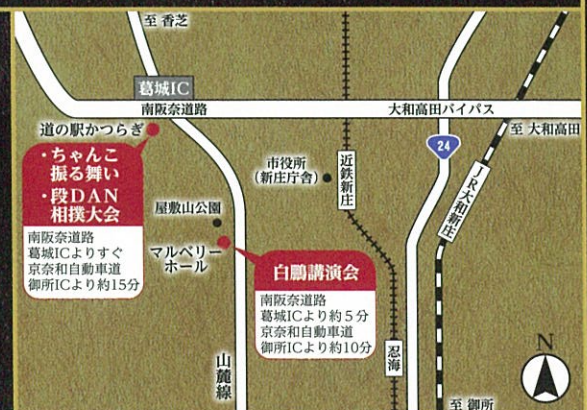 至 香芝
葛城IC
南阪奈道路
大和高田バイパス
道の駅かつらぎ
至 大和高田
24
・ちゃんこ
振る舞い
・段DAN
相撲大会
南阪奈道路
葛城ICよりすぐ
京奈和自動車道
御所ICより約15分
市役所
(新庄庁舎)
近鉄新庄
JR大和新庄
屋敷山公園
マルベリー
ホール
白鵬講演会
南阪奈道路
葛城ICより約5分
京奈和自動車道
御所ICより約10分
山麓線
忍海
N
至 御所